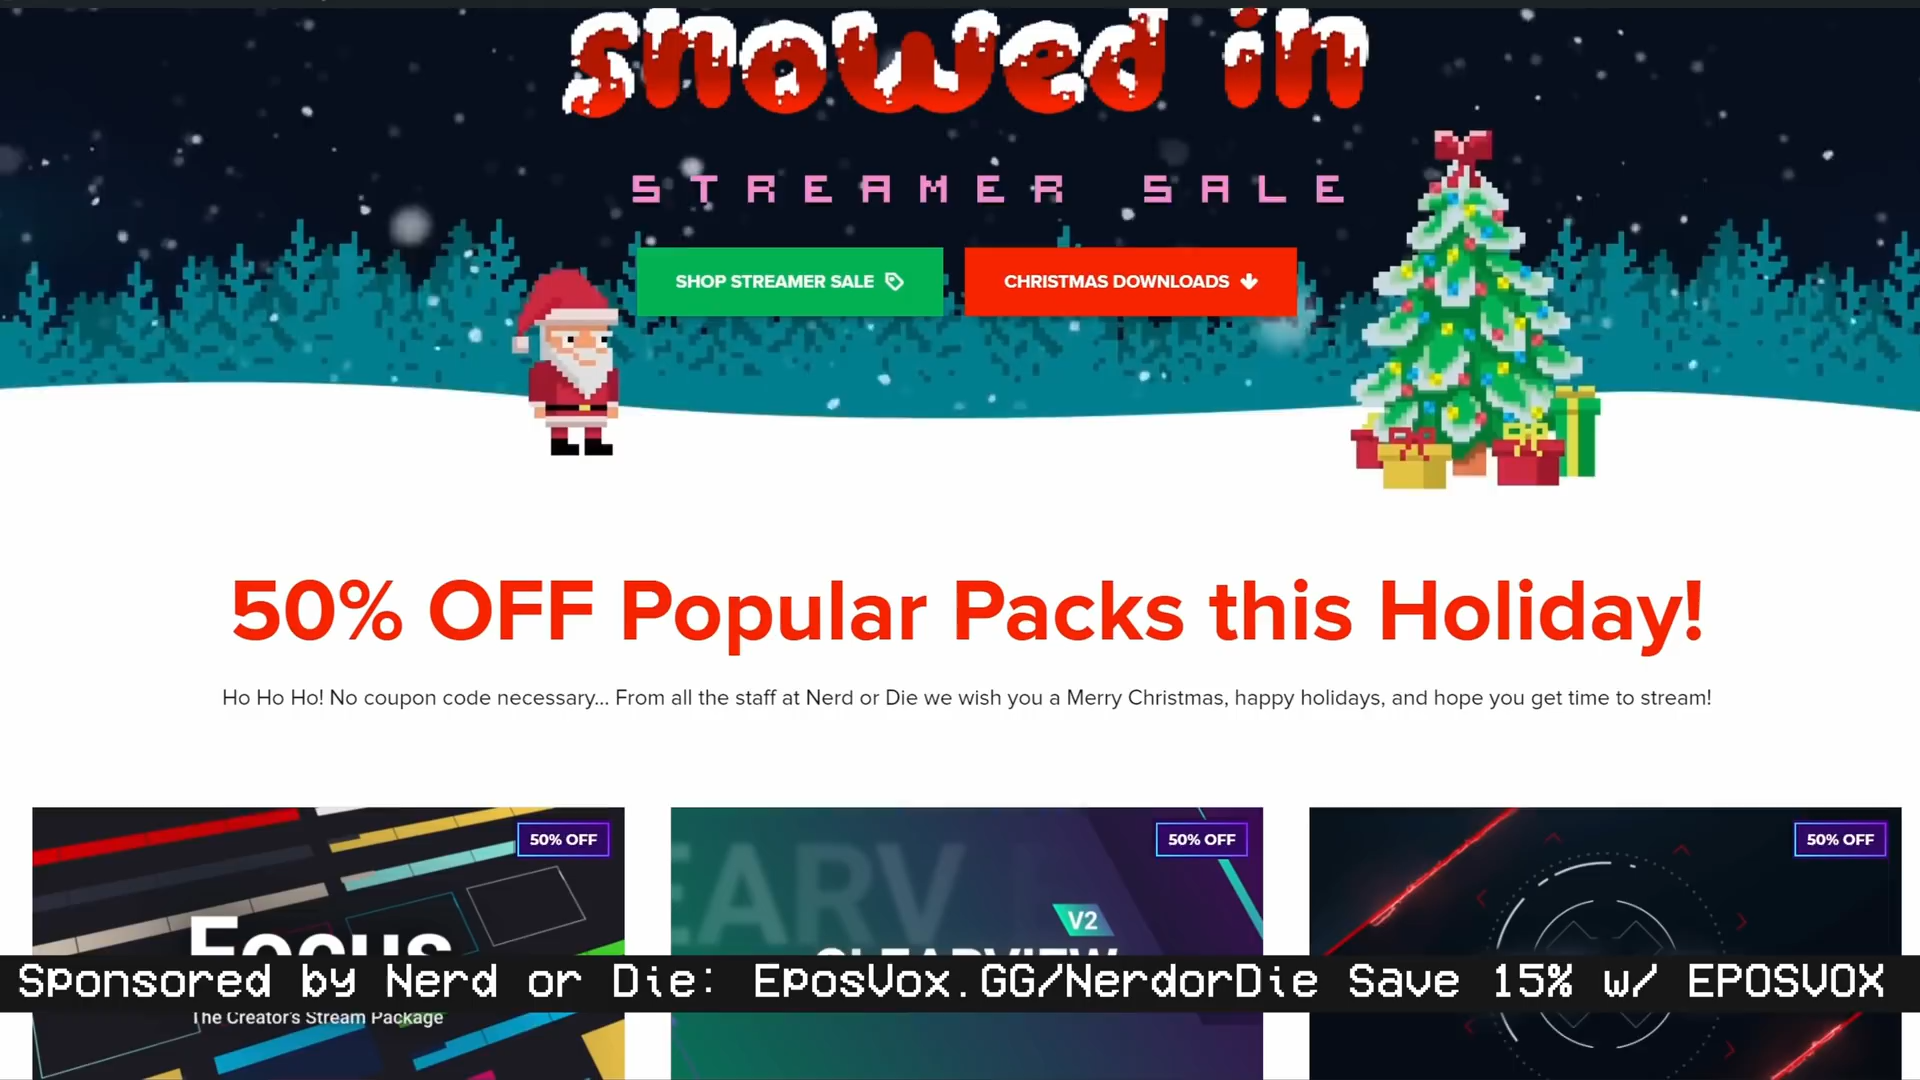 snowed in
STREAMER SALE
SHOP STREAMER SALE
CHRISTMAS DOWNLOADS
50% OFF Popular Packs this Holiday!
Ho Ho Ho! No coupon code necessary... From all the staff at Nerd or Die we wish you a Merry Christmas, happy holidays, and hope you get time to stream!
50% OFF
50% OFF
50% OFF
EARV
V2
Focus
CLEARVIEW
Sponsored by Nerd or Die: EposVox.GG/NerdorDie Save 15% w/ EPOSVOX
The Creator's Stream Package